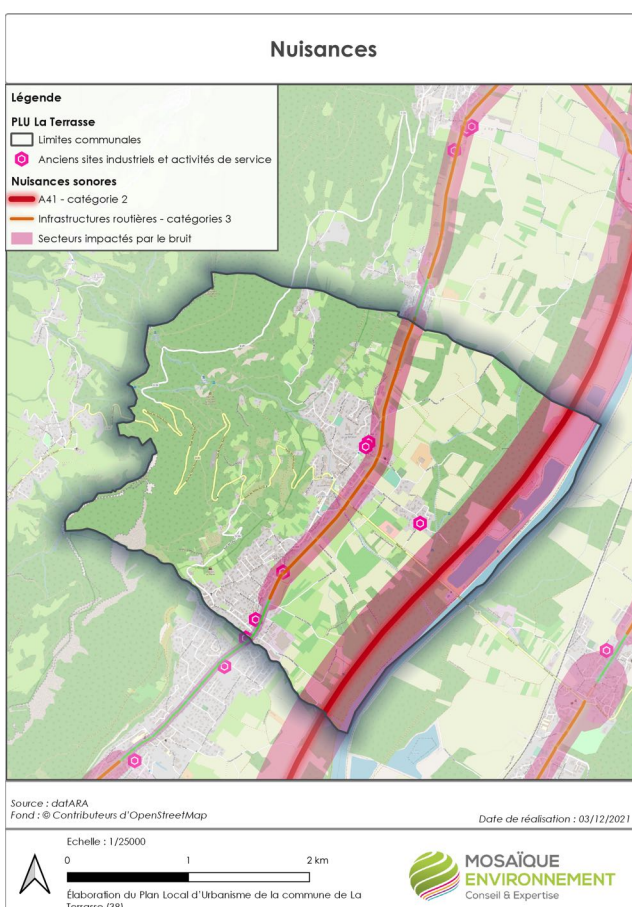 Nuisances
Légende
PLU La Terrasse
Limites communales
Anciens sites industriels et activités de service
Nuisances sonores
A41 - catégorie 2
Infrastructures routières - catégories 3
Secteurs impactés par le bruit
Source : datARA
Fond : © Contributeurs d'OpenStreetMap
Date de réalisation : 03/12/2021
Echelle : 1/25000
0 1 2 km
Élaboration du Plan Local d'Urbanisme de la commune de La
Terrasse (38)
MOSAÏQUE
ENVIRONNEMENT
Conseil & Expertise